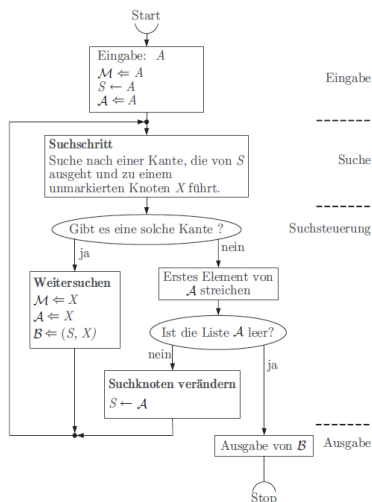 Start
Eingabe: A
ℳ ⇐ A
S ← A
𝒜 ⇐ A
Eingabe
Suchschritt
Suche nach einer Kante, die von S
ausgeht und zu einem
unmarkierten Knoten X führt.
Suche
Gibt es eine solche Kante ?
Suchsteuerung
ja
nein
Weitersuchen
ℳ ⇐ X
𝒜 ⇐ X
ℬ ⇐ (S, X)
Erstes Element von
𝒜 streichen
Ist die Liste 𝒜 leer?
nein
ja
Suchknoten verändern
S ← 𝒜
Ausgabe von ℬ
Ausgabe
Stop